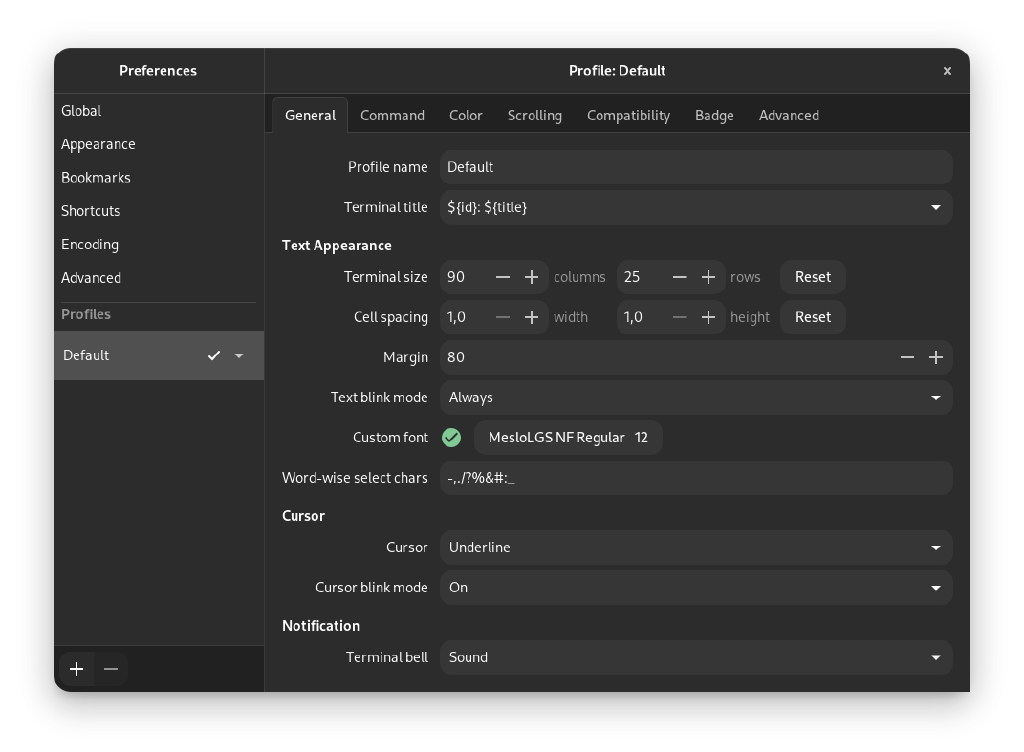 Preferences
Profile: Default
x
Global
Appearance
Bookmarks
Shortcuts
Encoding
Advanced
Profiles
Default
General Command Color Scrolling Compatibility Badge Advanced
Profile name Default
Terminal title ${id}: ${title}
Text Appearance
Terminal size 90 columns 25 rows Reset
Cell spacing 1,0 width 1,0 height Reset
Margin 80
Text blink mode Always
Custom font MesloLGS NF Regular 12
Word-wise select chars -,./?%&#:_
Cursor
Cursor Underline
Cursor blink mode On
Notification
Terminal bell Sound